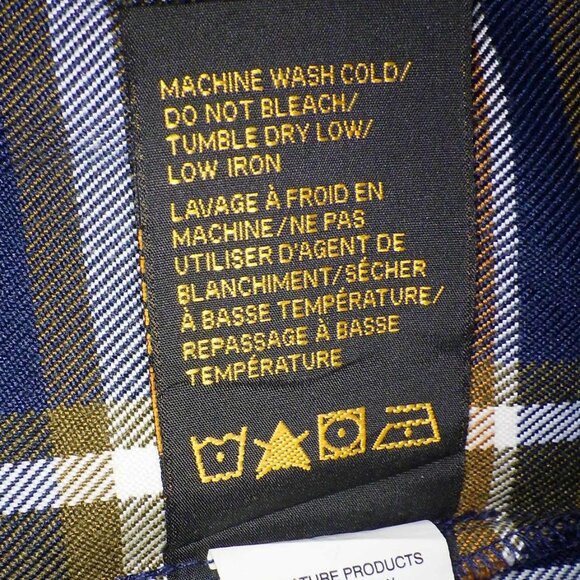 MACHINE WASH COLD/
DO NOT BLEACH/
TUMBLE DRY LOW/
LOW IRON
LAVAGE À FROID EN
MACHINE/NE PAS
UTILISER D'AGENT DE
BLANCHIMENT/SÉCHER
À BASSE TEMPÉRATURE/
REPASSAGE À BASSE
TEMPÉRATURE
PRODUCTS